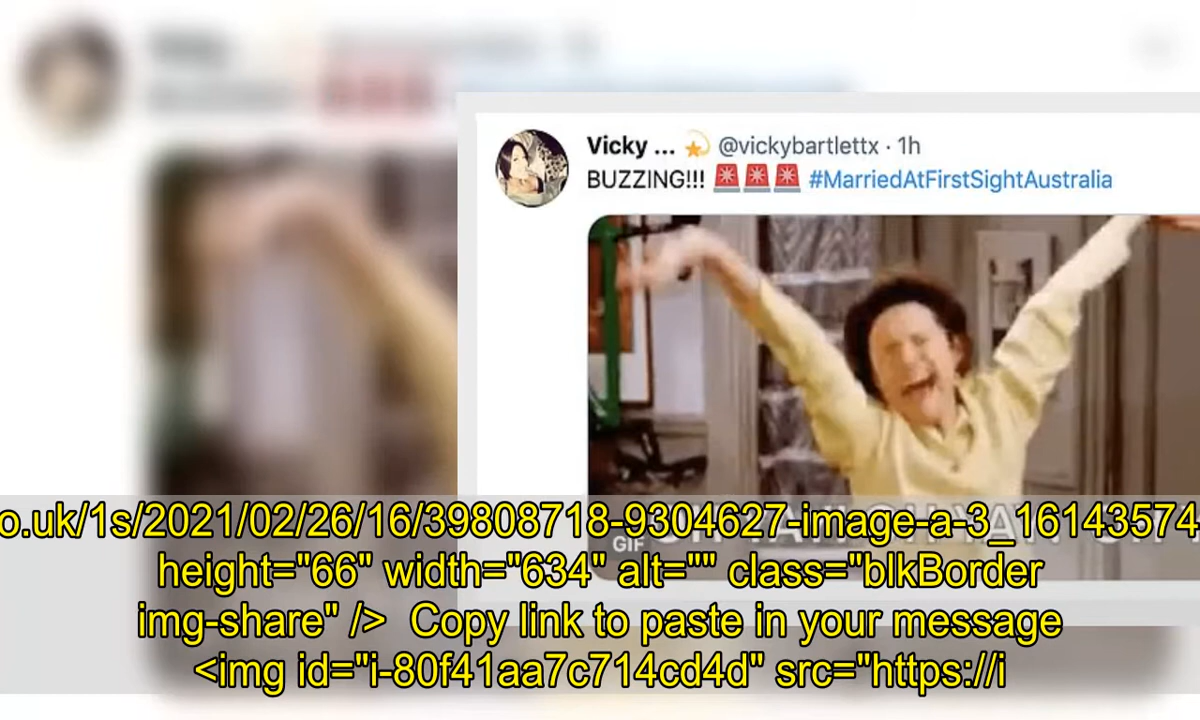 Vicky ... 💫 @vickybartlettx · 1h
BUZZING!!! 🚨🚨🚨 #MarriedAtFirstSightAustralia
GIF
o.uk/1s/2021/02/26/16/39808718-9304627-image-a-3_16143574
height="66" width="634" alt="" class="blkBorder
img-share" /> Copy link to paste in your message
<img id="i-80f41aa7c714cd4d" src="https://i